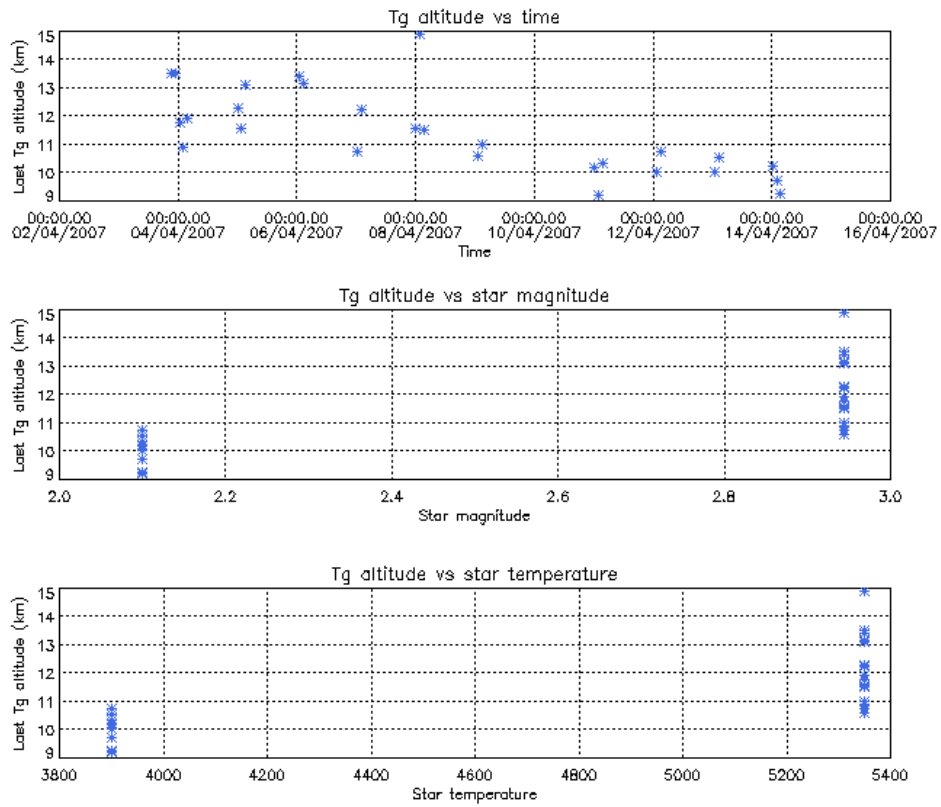 Tg altitude vs time
Last Tg altitude (km)
15
14
13
12
11
10
9
00:00.00 00:00.00 00:00.00 00:00.00 00:00.00 00:00.00 00:00.00 00:00.00
02/04/2007 04/04/2007 06/04/2007 08/04/2007 10/04/2007 12/04/2007 14/04/2007 16/04/2007
Time
Tg altitude vs star magnitude
Last Tg altitude (km)
15
14
13
12
11
10
9
2.0 2.2 2.4 2.6 2.8 3.0
Star magnitude
Tg altitude vs star temperature
Last Tg altitude (km)
15
14
13
12
11
10
9
3800 4000 4200 4400 4600 4800 5000 5200 5400
Star temperature